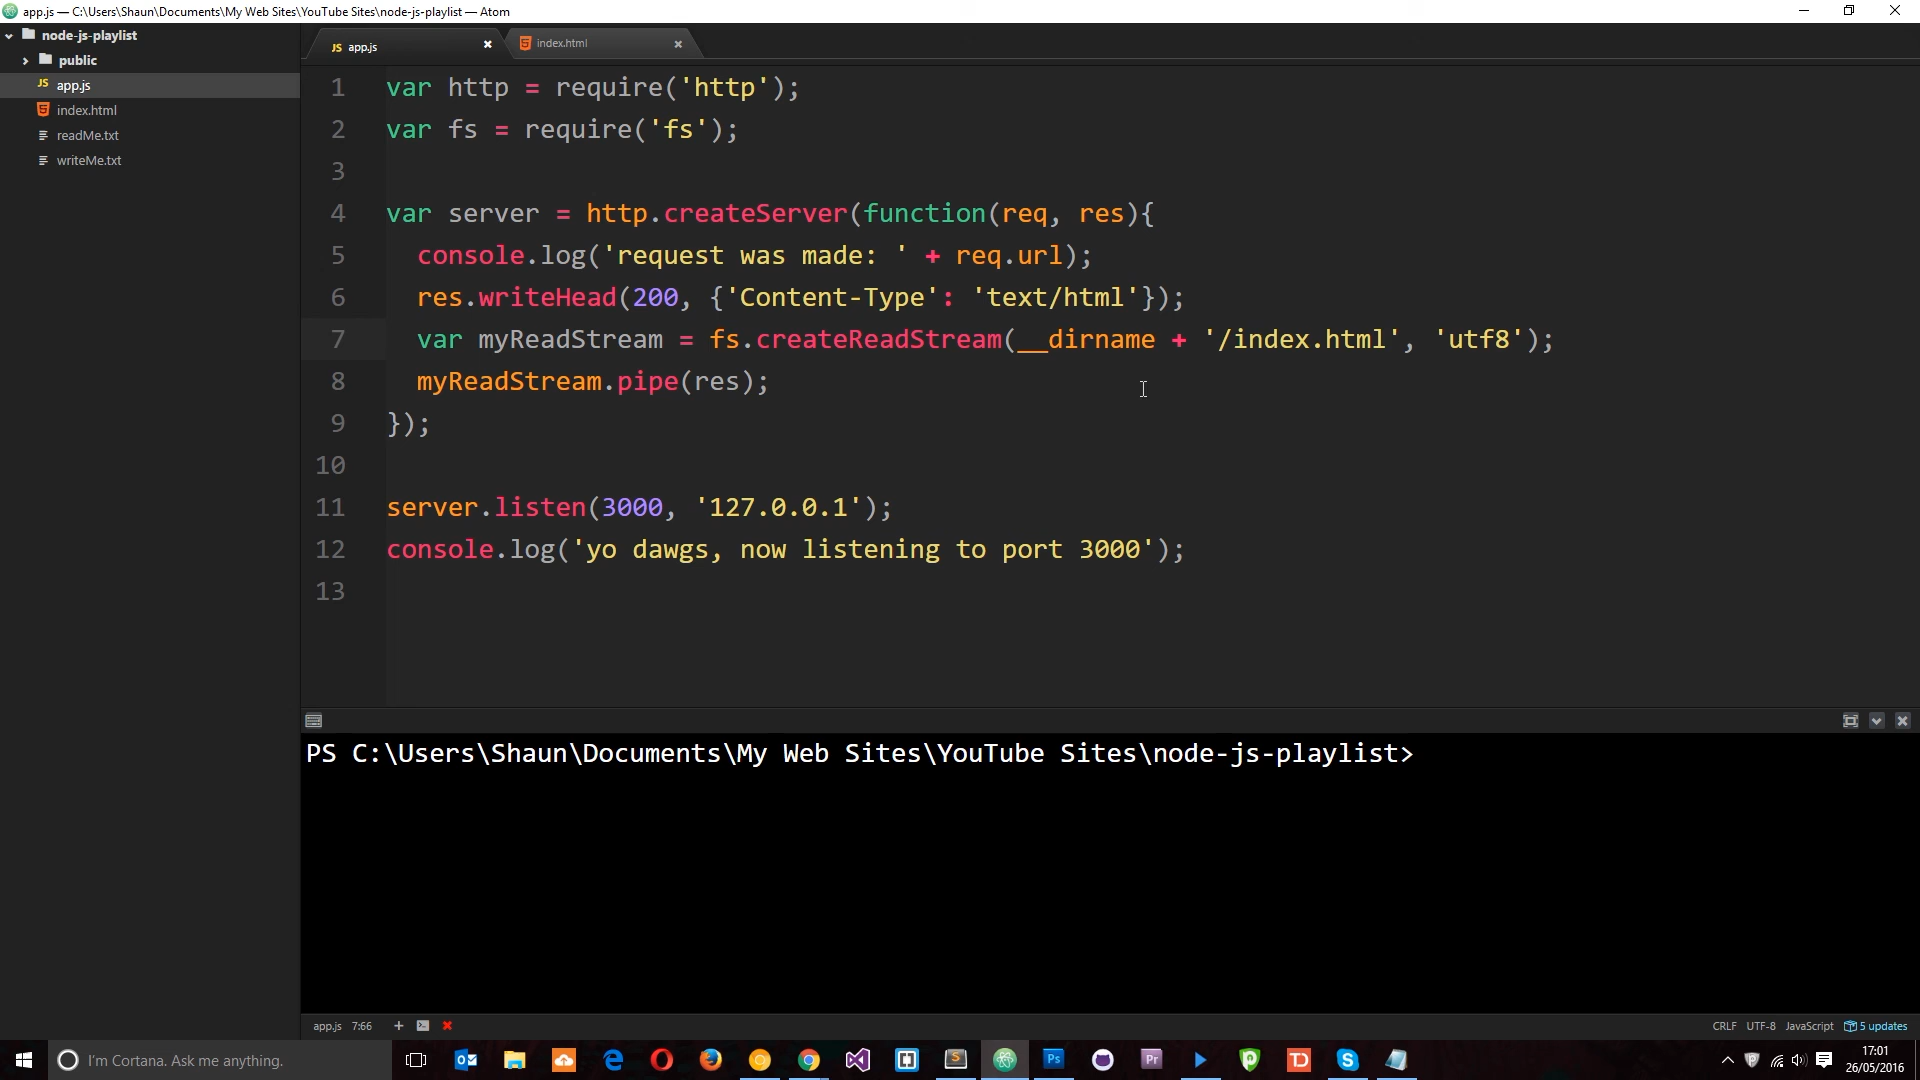 app.js — C:\Users\Shaun\Documents\My Web Sites\YouTube Sites\node-js-playlist — Atom
node-js-playlist
public
JS app.js
index.html
readMe.txt
writeMe.txt
JS app.js
index.html
1 var http = require('http');
2 var fs = require('fs');
3
4 var server = http.createServer(function(req, res){
5 console.log('request was made: ' + req.url);
6 res.writeHead(200, {'Content-Type': 'text/html'});
7 var myReadStream = fs.createReadStream(__dirname + '/index.html', 'utf8');
8 myReadStream.pipe(res);
9 });
10
11 server.listen(3000, '127.0.0.1');
12 console.log('yo dawgs, now listening to port 3000');
13
PS C:\Users\Shaun\Documents\My Web Sites\YouTube Sites\node-js-playlist>
app.js 7:66
CRLF UTF-8 JavaScript 5 updates
I'm Cortana. Ask me anything.
Ps
Pr
TD
17:01
26/05/2016